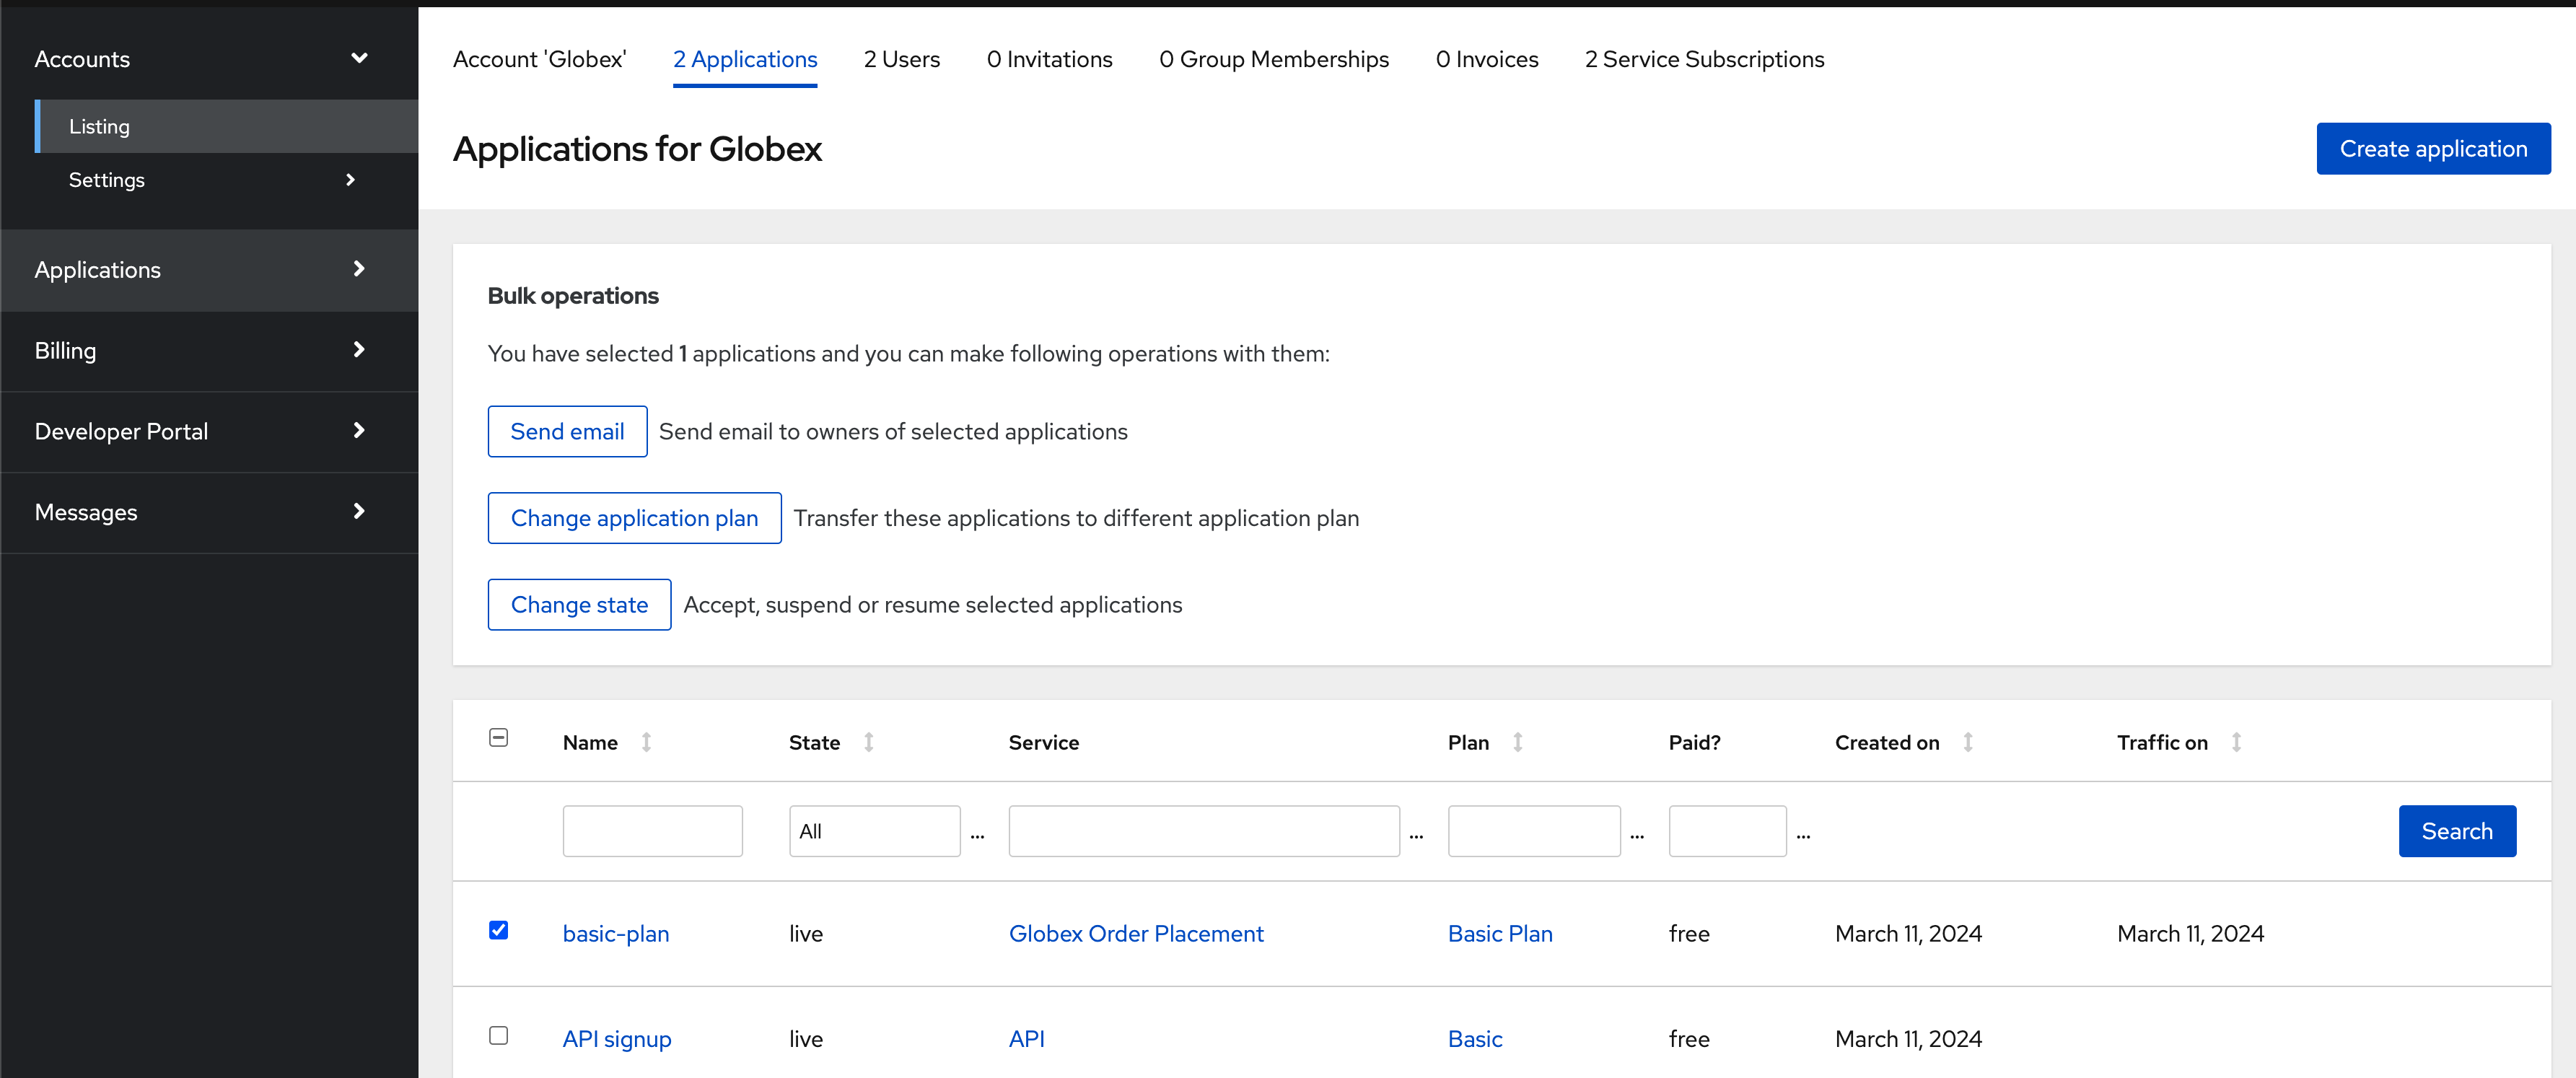 Accounts
Listing
Settings
Applications
Billing
Developer Portal
Messages
Account 'Globex' 2 Applications 2 Users 0 Invitations 0 Group Memberships 0 Invoices 2 Service Subscriptions
Applications for Globex
Create application
Bulk operations
You have selected 1 applications and you can make following operations with them:
Send email Send email to owners of selected applications
Change application plan Transfer these applications to different application plan
Change state Accept, suspend or resume selected applications
Name State Service Plan Paid? Created on Traffic on
All ... ... ... ... Search
basic-plan live Globex Order Placement Basic Plan free March 11, 2024 March 11, 2024
API signup live API Basic free March 11, 2024